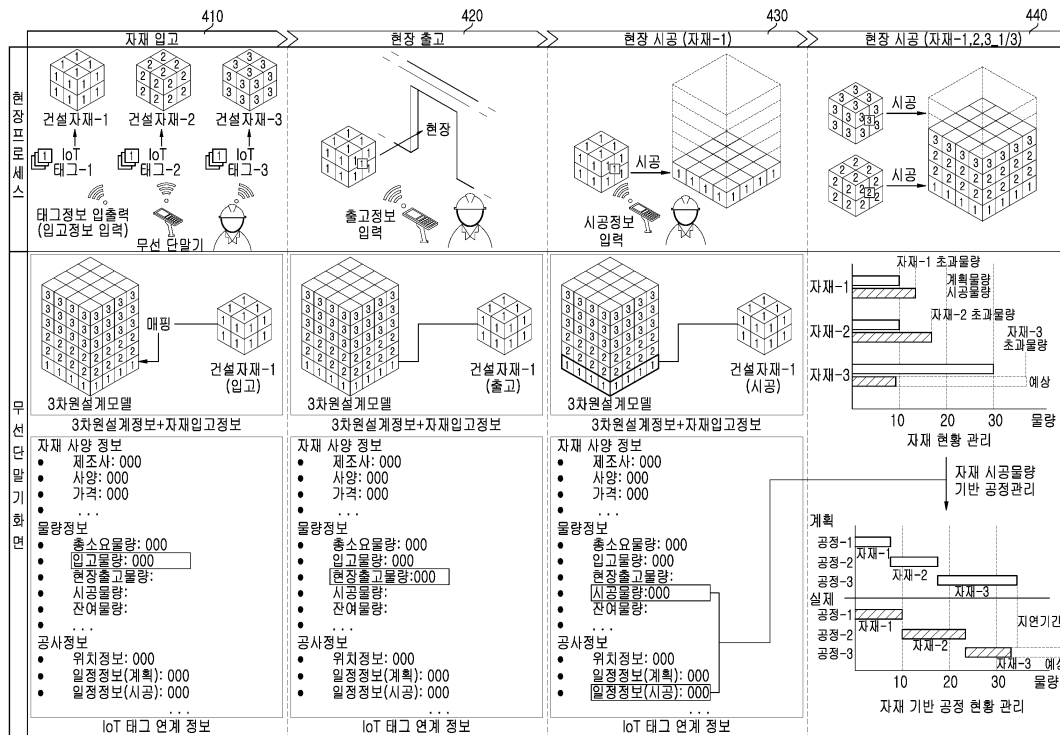 410
420
430
440
자재 입고
현장 출고
현장 시공 (자재-1)
현장 시공 (자재-1,2,3_1/3)
현장프로세스
건설자재-1
건설자재-2
건설자재-3
IoT 태그-1
IoT 태그-2
IoT 태그-3
태그정보 입출력
(입고정보 입력)
무선 단말기
현장
출고정보
입력
시공
시공정보
입력
시공
시공
무선단말기화면
매핑
건설자재-1
(입고)
3차원설계모델
3차원설계정보+자재입고정보
건설자재-1
(출고)
3차원설계모델
3차원설계정보+자재입고정보
건설자재-1
(시공)
3차원설계모델
3차원설계정보+자재입고정보
자재 사양 정보
● 제조사: 000
● 사양: 000
● 가격: 000
● ...
물량정보
● 총소요물량: 000
● 입고물량: 000
● 현장출고물량:
● 시공물량:
● 잔여물량:
● ...
공사정보
● 위치정보: 000
● 일정정보(계획): 000
● 일정정보(시공): 000
...
IoT 태그 연계 정보
자재 사양 정보
● 제조사: 000
● 사양: 000
● 가격: 000
● ...
물량정보
● 총소요물량: 000
● 입고물량: 000
● 현장출고물량:000
● 시공물량:
● 잔여물량:
● ...
공사정보
● 위치정보: 000
● 일정정보(계획): 000
● 일정정보(시공): 000
...
IoT 태그 연계 정보
자재 사양 정보
● 제조사: 000
● 사양: 000
● 가격: 000
● ...
물량정보
● 총소요물량: 000
● 입고물량: 000
● 현장출고물량:
● 시공물량:000
● 잔여물량:
● ...
공사정보
● 위치정보: 000
● 일정정보(계획): 000
● 일정정보(시공): 000
...
IoT 태그 연계 정보
자재-1 초과물량
자재-1
계획물량
시공물량
자재-2 초과물량
자재-2
자재-3
초과물량
자재-3
예상
10 20 30 물량
자재 현황 관리
자재 시공물량
기반 공정관리
계획
공정-1
자재-1
공정-2
자재-2
공정-3
자재-3
실제
공정-1
자재-1
지연기간
공정-2
자재-2
공정-3
자재-3 예상
10 20 30 물량
자재 기반 공정 현황 관리